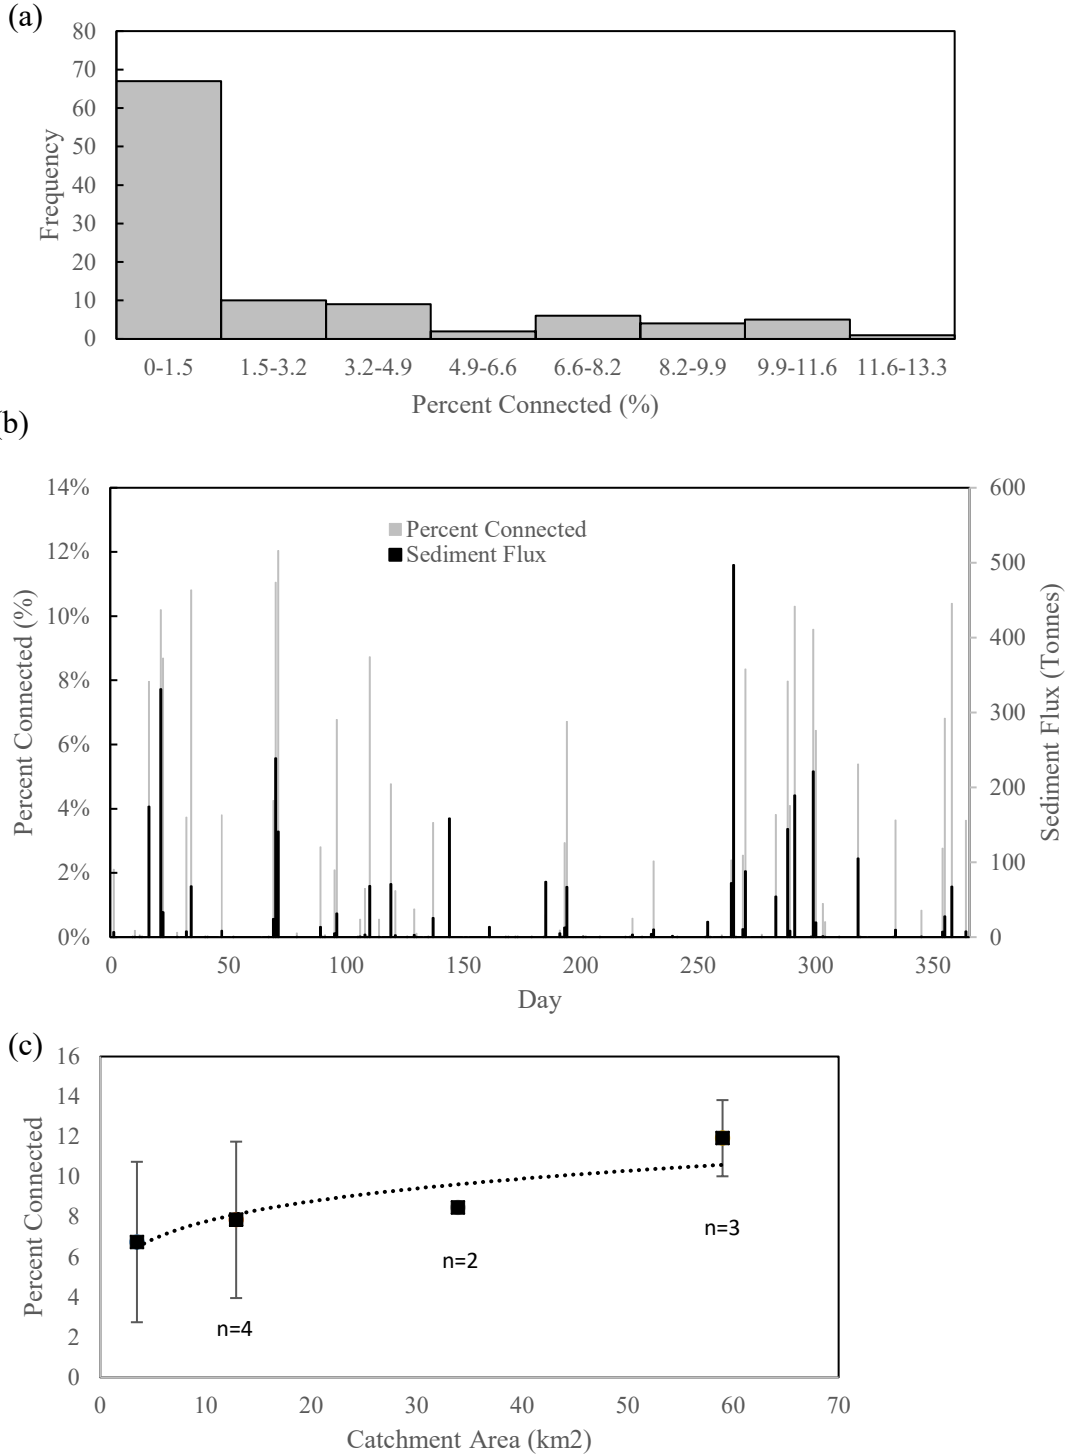 (a)
80
70
60
50
40
30
20
10
0
Frequency
0-1.5 1.5-3.2 3.2-4.9 4.9-6.6 6.6-8.2 8.2-9.9 9.9-11.6 11.6-13.3
Percent Connected (%)
(b)
14%
12%
10%
8%
6%
4%
2%
0%
Percent Connected (%)
Percent Connected
Sediment Flux
600
500
400
300
200
100
0
Sediment Flux (Tonnes)
0 50 100 150 200 250 300 350
Day
(c)
16
14
12
10
8
6
4
2
0
Percent Connected
n=4
n=2
n=3
0 10 20 30 40 50 60 70
Catchment Area (km2)